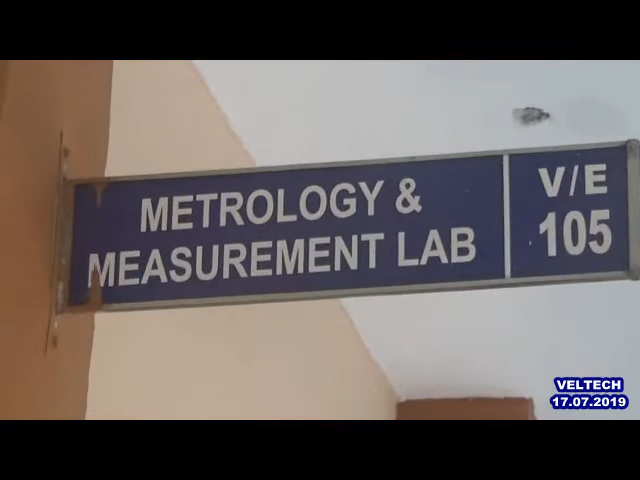 METROLOGY &
MEASUREMENT LAB
V/E
105
VELTECH
17.07.2019